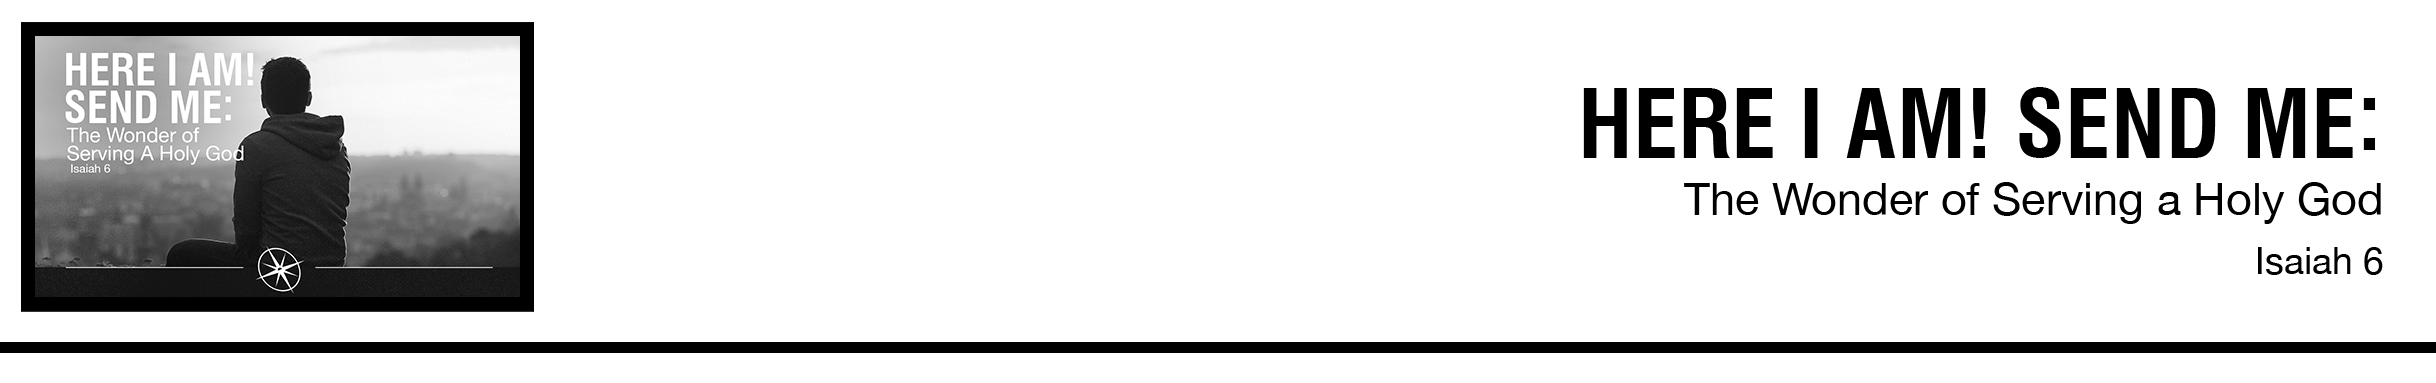 HERE I AM!
SEND ME:
The Wonder of
Serving A Holy God
Isaiah 6
HERE I AM! SEND ME:
The Wonder of Serving a Holy God
Isaiah 6